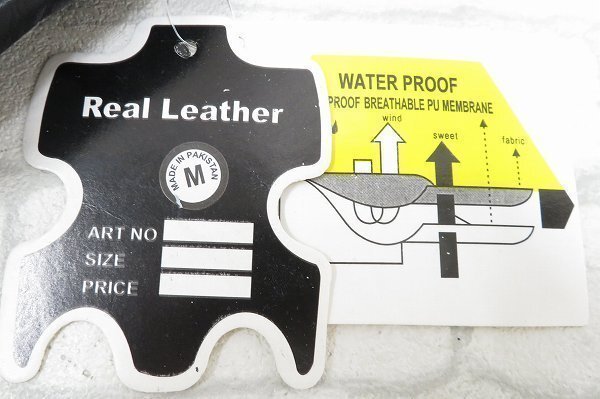 Real Leather
MADE IN PAKISTAN
M
ART NO
SIZE
PRICE
WATER PROOF
PROOF BREATHABLE PU MEMBRANE
wind
sweet
fabric